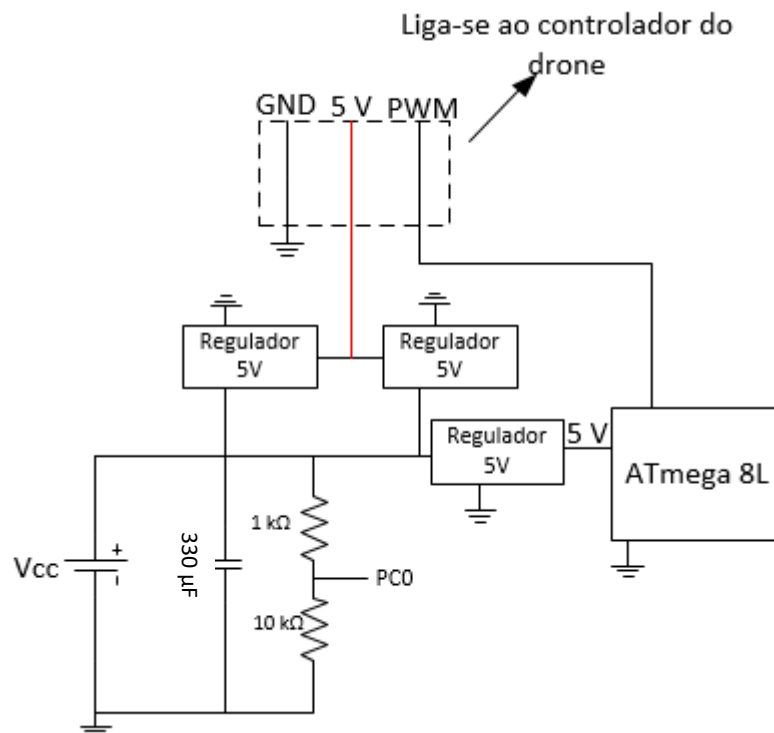 Liga-se ao controlador do
drone
GND 5 V PWM
Regulador
5V
Regulador
5V
Regulador
5V
5 V
ATmega 8L
Vcc
+
-
330 µF
1 kΩ
PC0
10 kΩ